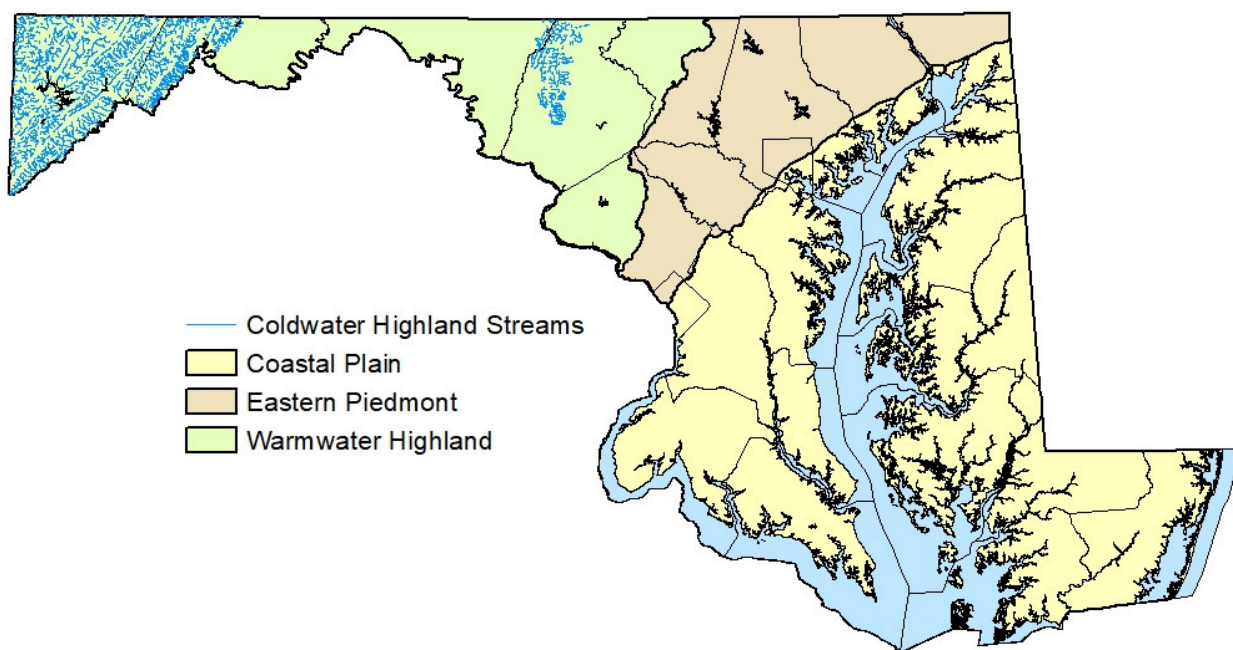 Coldwater Highland Streams
Coastal Plain
Eastern Piedmont
Warmwater Highland